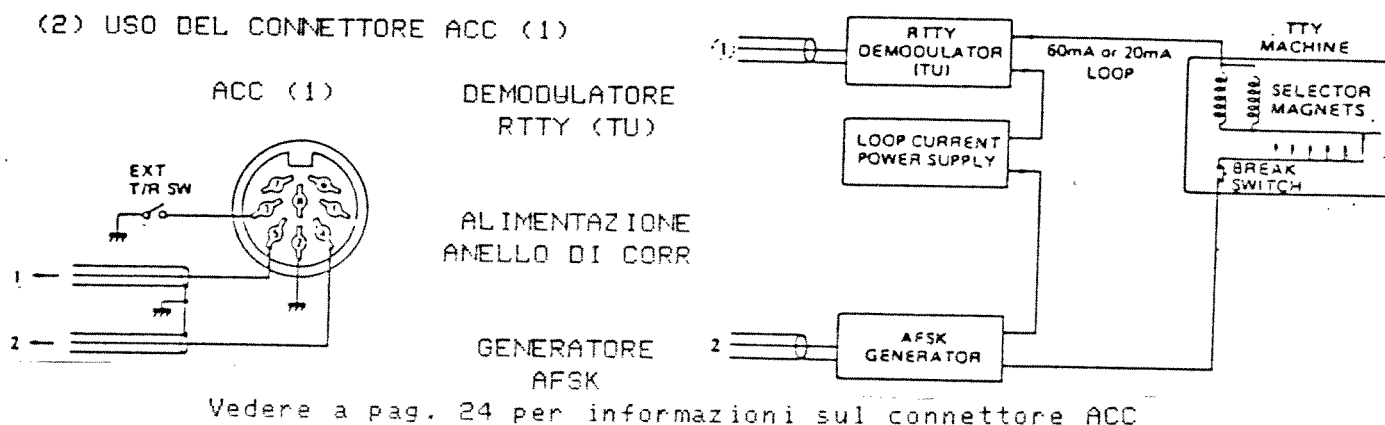 (2) USO DEL CONNETTORE ACC (1)
ACC (1)
EXT
T/R SW
1
2
DEMODULATORE
RTTY (TU)
ALIMENTAZIONE
ANELLO DI CORR
GENERATORE
AFSK
1
RTTY
DEMODULATOR
(TU)
60mA or 20mA
LOOP
TTY
MACHINE
SELECTOR
MAGNETS
LOOP CURRENT
POWER SUPPLY
BREAK
SWITCH
2
AFSK
GENERATOR
Vedere a pag. 24 per informazioni sul connettore ACC